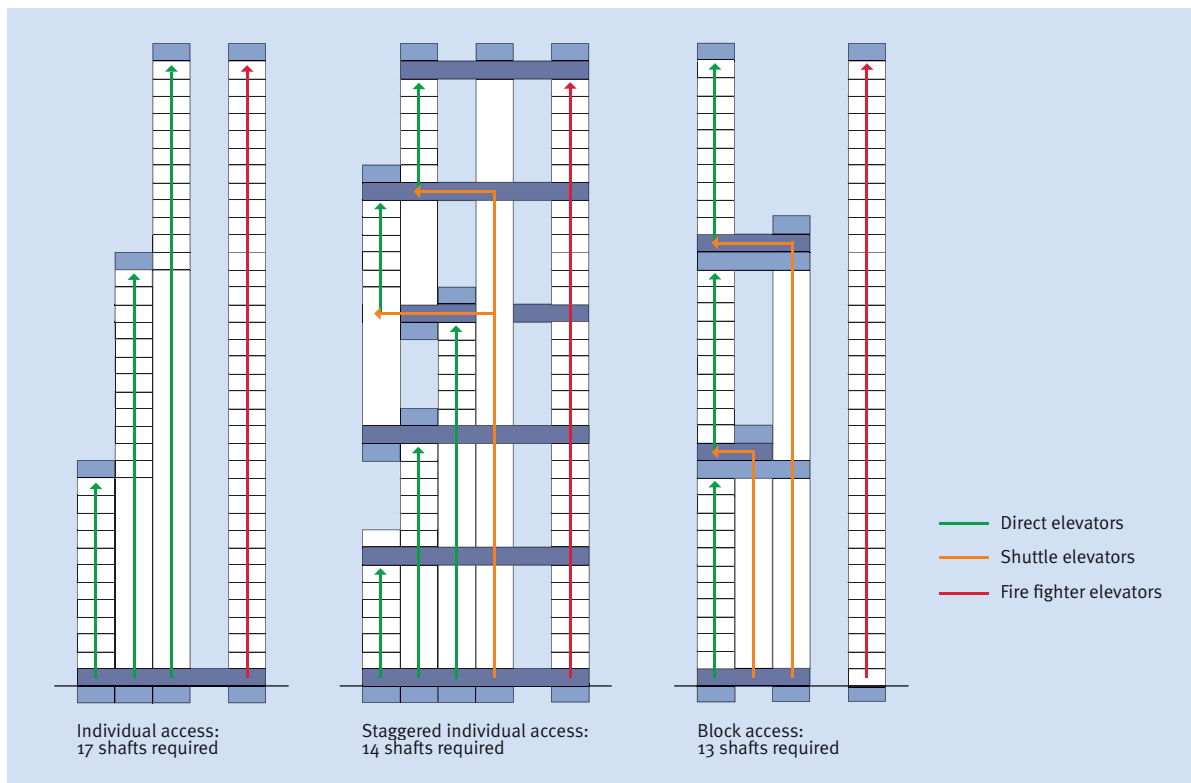 Direct elevators
Shuttle elevators
Fire fighter elevators
Individual access:
17 shafts required
Staggered individual access:
14 shafts required
Block access:
13 shafts required